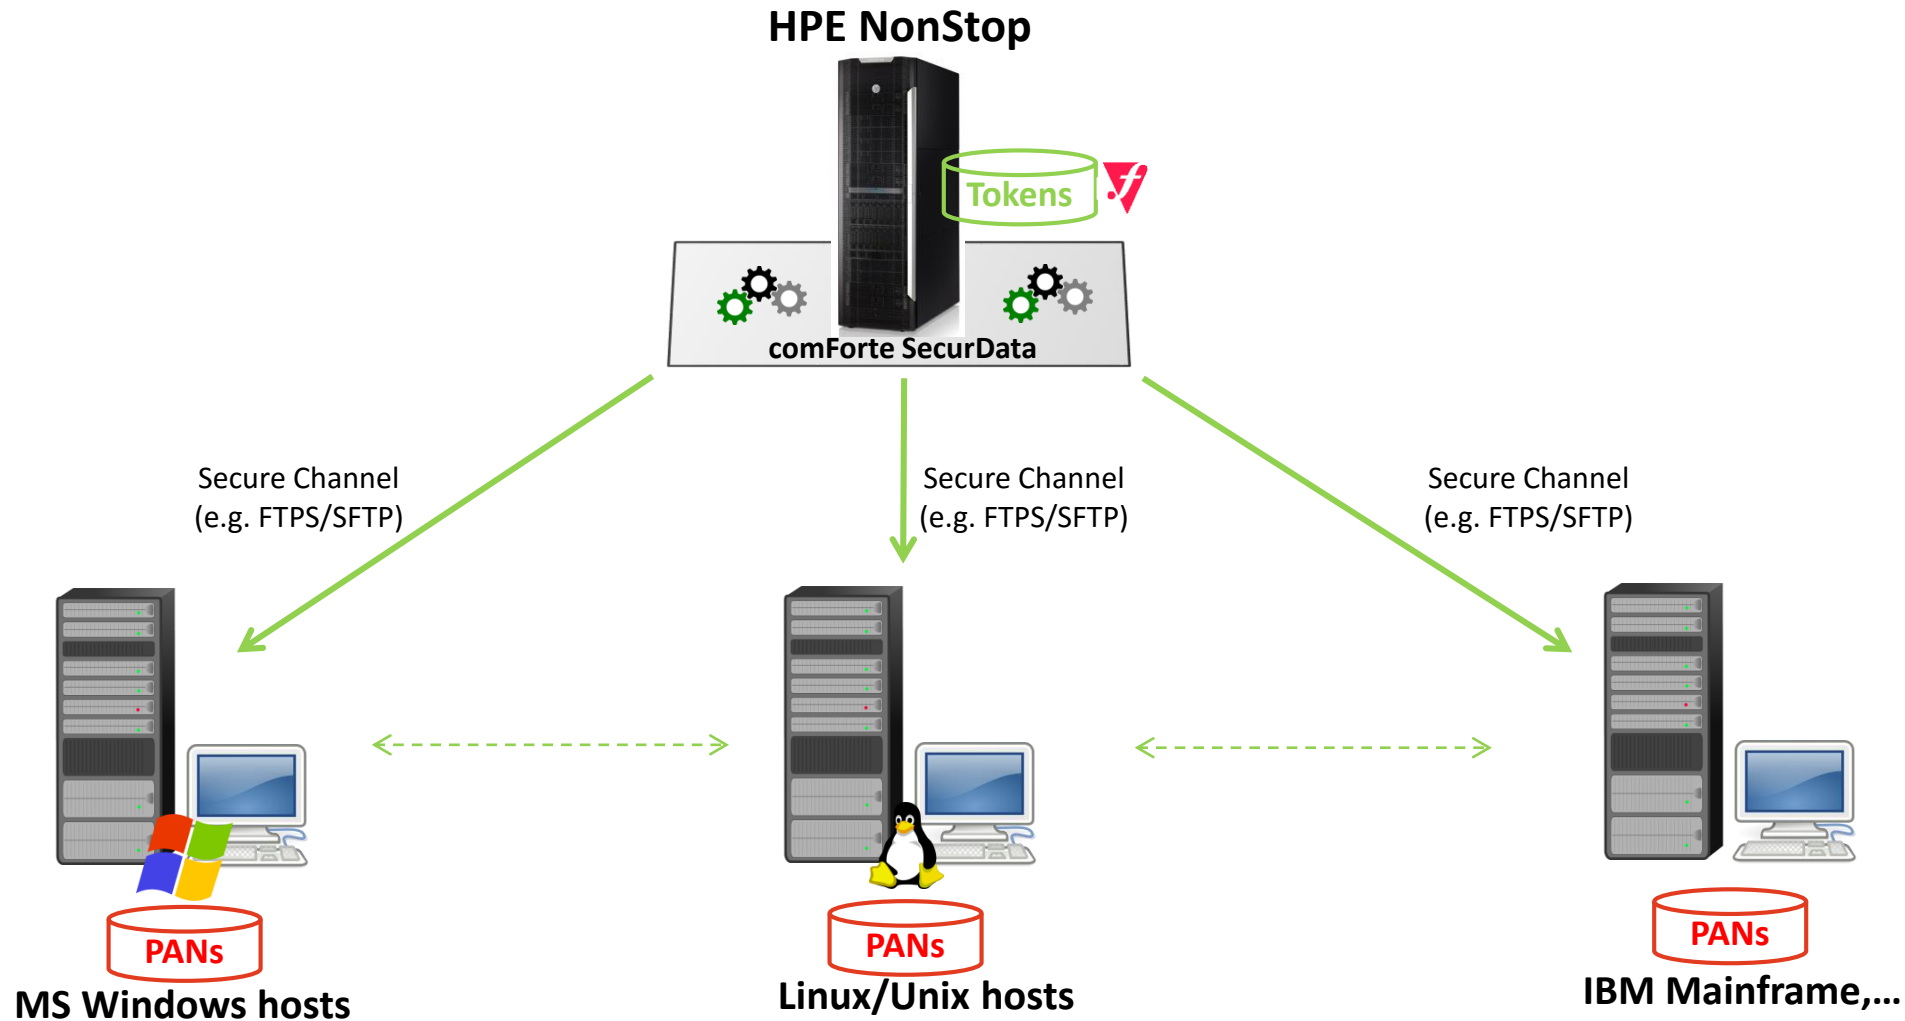 HPE NonStop
Tokens
comForte SecurData
Secure Channel
(e.g. FTPS/SFTP)
Secure Channel
(e.g. FTPS/SFTP)
Secure Channel
(e.g. FTPS/SFTP)
PANs
MS Windows hosts
PANs
Linux/Unix hosts
PANs
IBM Mainframe,...